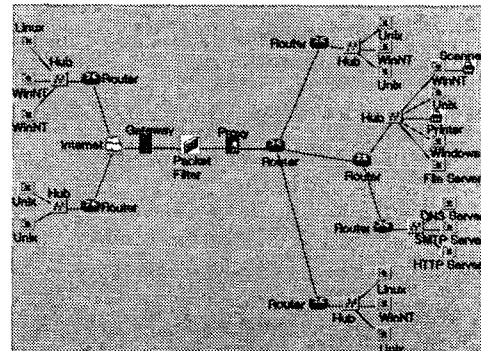 Linux
Hub
Router
WinNT
WinNT
Internet
Gateway
Packet
Filter
Proxy
Router
Hub
Unix
Router
Unix
Router
Hub
Unix
WinNT
Unix
Scanner
WinNT
Unix
Hub
Printer
Windows
File Server
Router
Router
DNS Server
SMTP Server
HTTP Server
Router
Hub
Linux
WinNT
Unix